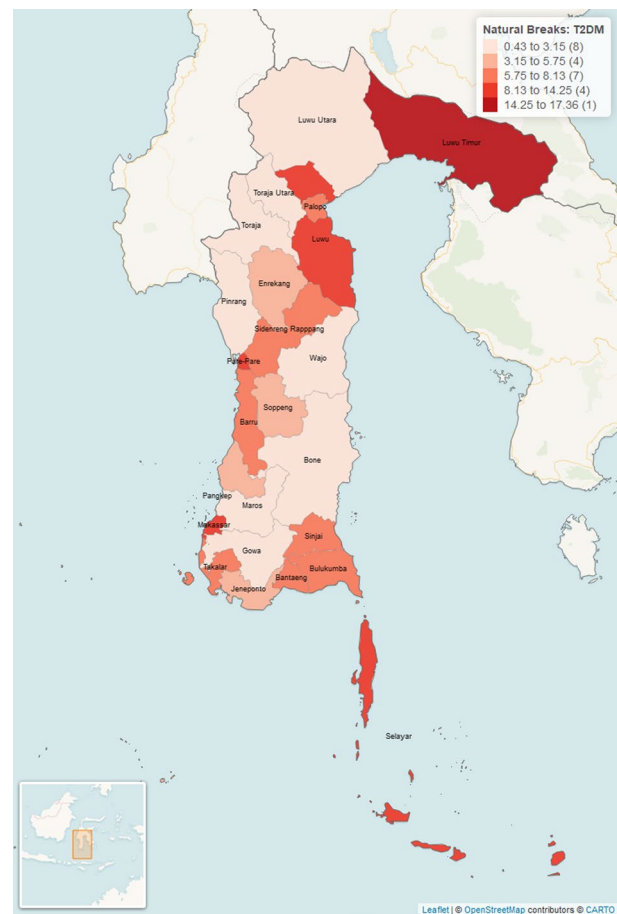 Natural Breaks: T2DM
0.43 to 3.15 (8)
3.15 to 5.75 (4)
5.75 to 8.13 (7)
8.13 to 14.25 (4)
14.25 to 17.36 (1)
Luwu Utara
Luwu Timur
Toraja Utara
Palopo
Toraja
Luwu
Enrekang
Pinrang
Sidenreng Rapppang
Pare-Pare
Wajo
Soppeng
Barru
Bone
Pangkep
Maros
Makassar
Sinjai
Gowa
Takalar
Bulukumba
Bantaeng
Jeneponto
Selayar
Leaflet | © OpenStreetMap contributors © CARTO